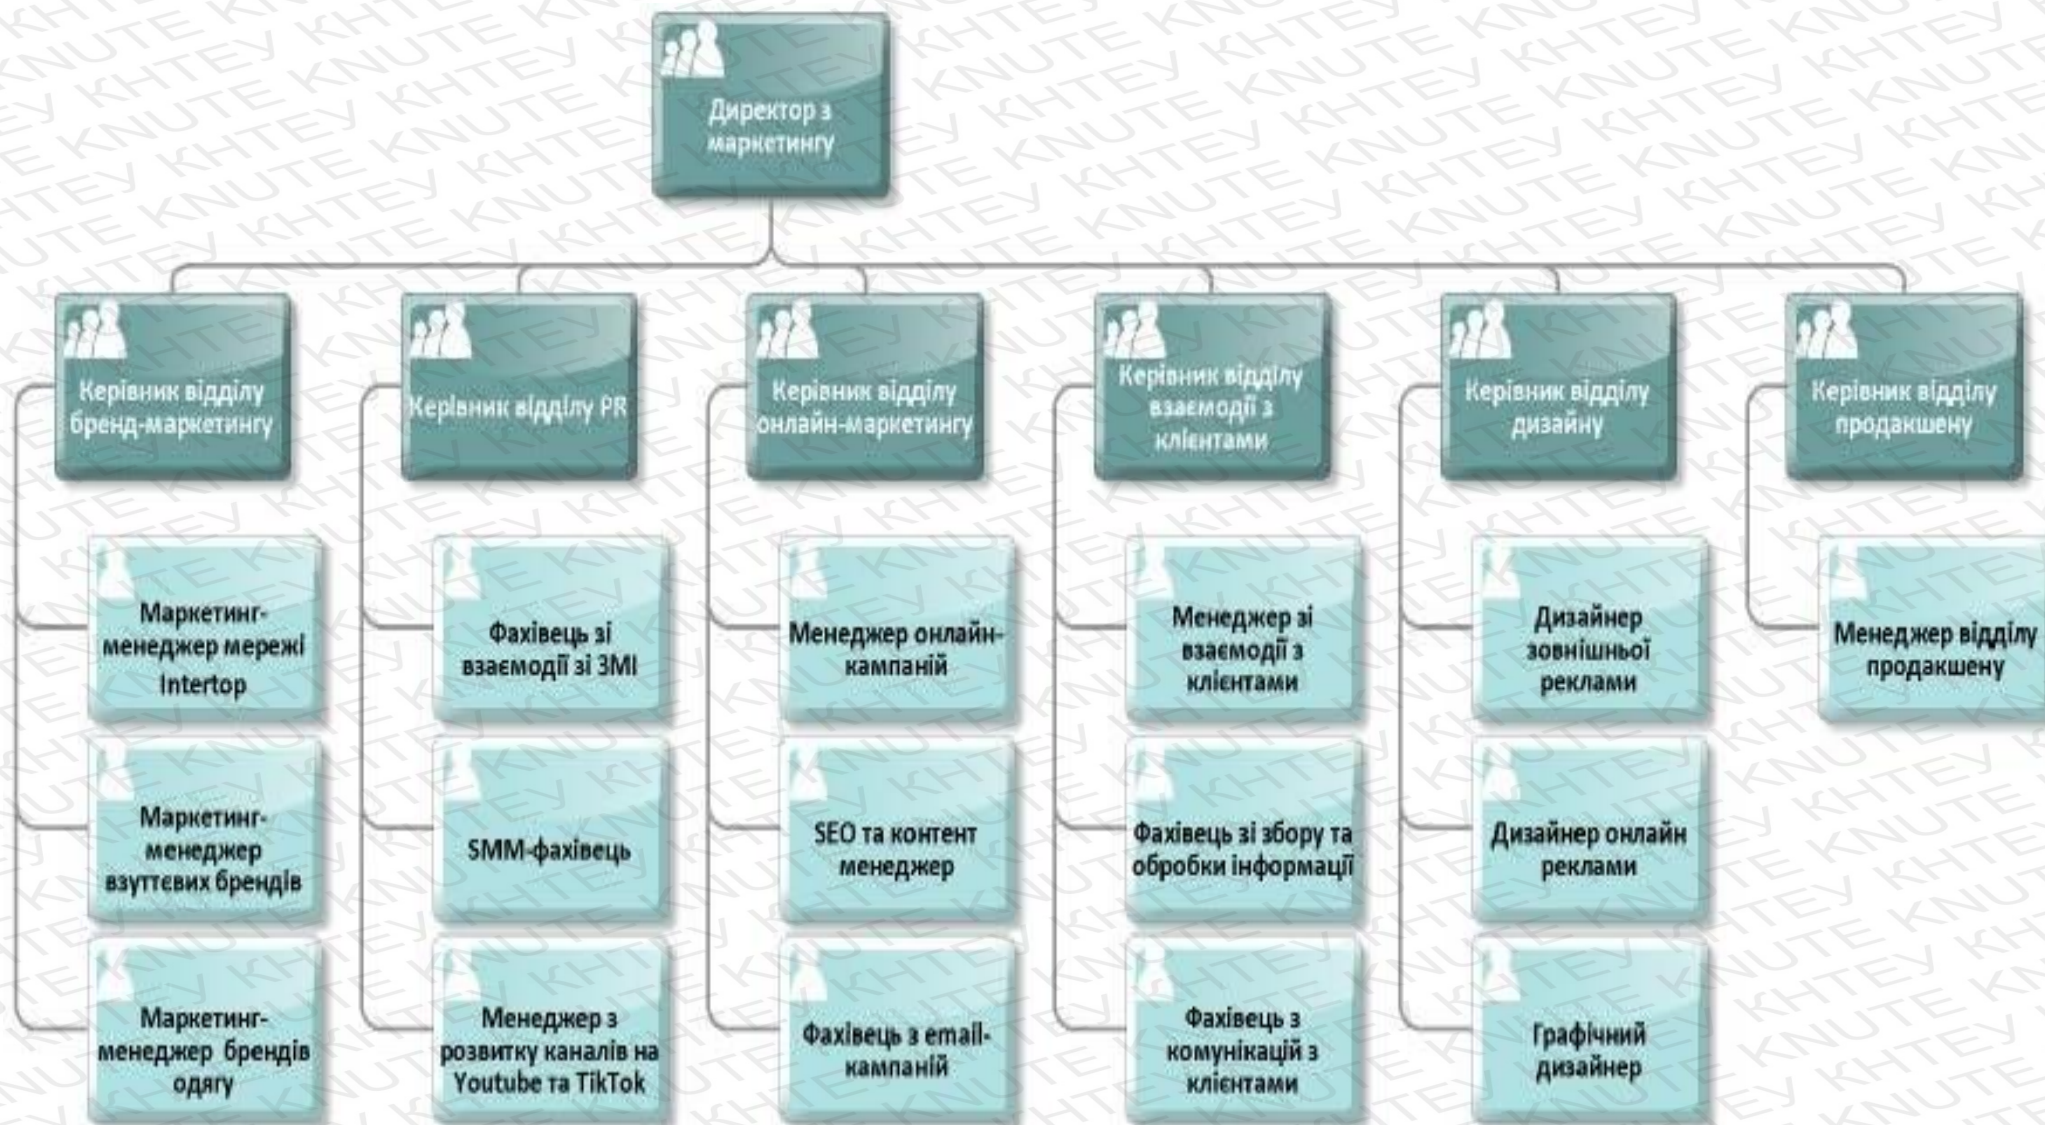 Директор з
маркетингу
Керівник відділу
бренд-маркетингу
Керівник відділу PR
Керівник відділу
онлайн-маркетингу
Керівник відділу
взаємодії з
клієнтами
Керівник відділу
дизайну
Керівник відділу
продакшену
Маркетинг-
менеджер мережі
Intertop
Фахівець зі
взаємодії зі ЗМІ
Менеджер онлайн-
кампаній
Менеджер зі
взаємодії з
клієнтами
Дизайнер
зовнішньої
реклами
Менеджер відділу
продакшену
Маркетинг-
менеджер
взуттєвих брендів
SMM-фахівець
SEO та контент
менеджер
Фахівець зі збору та
обробки інформації
Дизайнер онлайн
реклами
Маркетинг-
менеджер брендів
одягу
Менеджер з
розвитку каналів на
Youtube та TikTok
Фахівець з email-
кампаній
Фахівець з
комунікацій з
клієнтами
Графічний
дизайнер